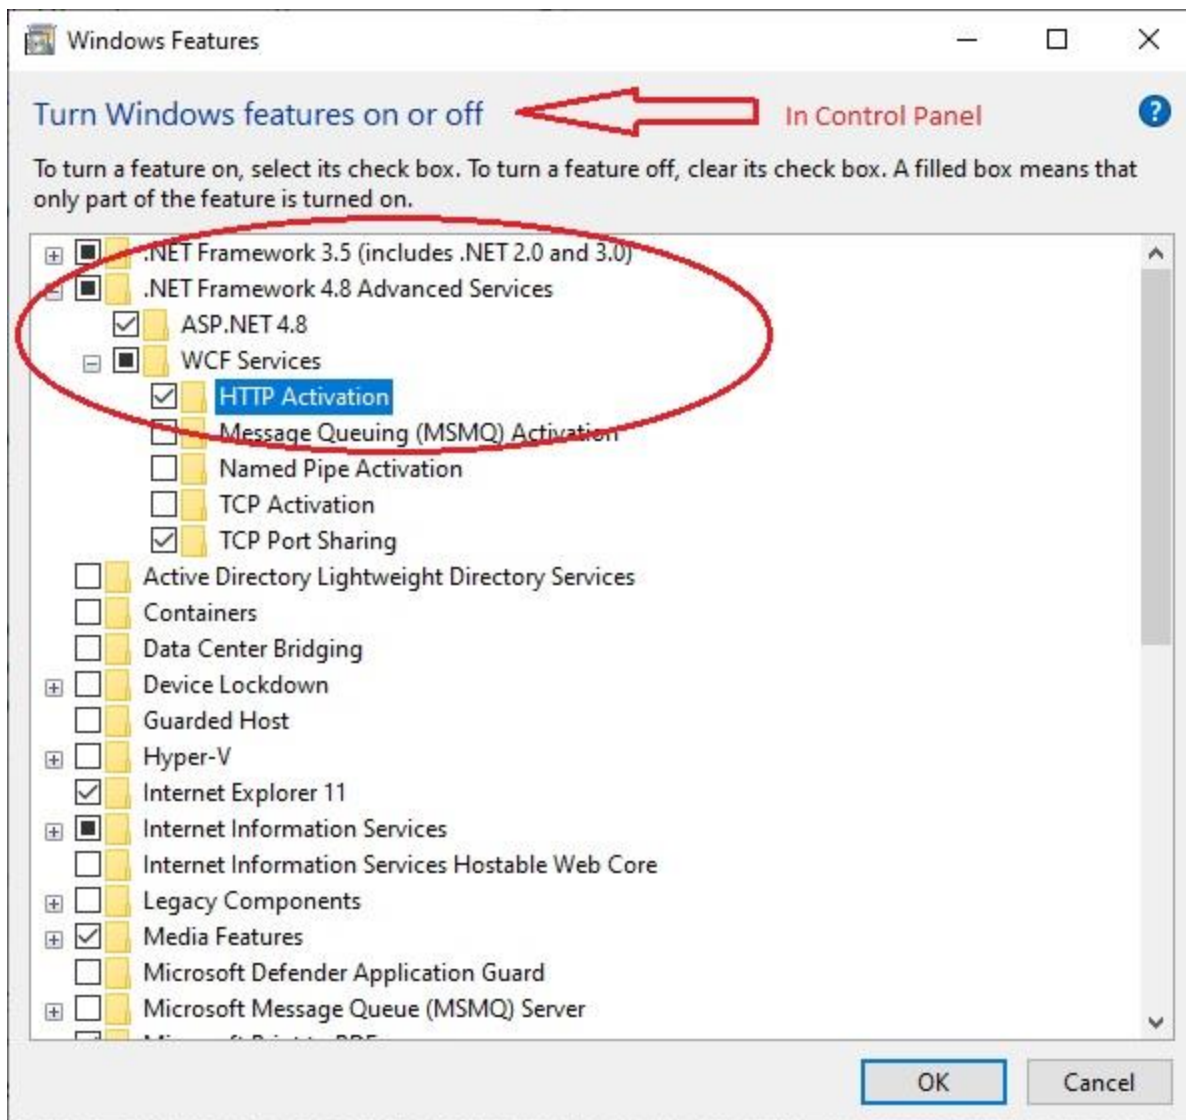 Windows Features
Turn Windows features on or off In Control Panel
To turn a feature on, select its check box. To turn a feature off, clear its check box. A filled box means that
only part of the feature is turned on.
.NET Framework 3.5 (includes .NET 2.0 and 3.0)
.NET Framework 4.8 Advanced Services
ASP.NET 4.8
WCF Services
HTTP Activation
Message Queuing (MSMQ) Activation
Named Pipe Activation
TCP Activation
TCP Port Sharing
Active Directory Lightweight Directory Services
Containers
Data Center Bridging
Device Lockdown
Guarded Host
Hyper-V
Internet Explorer 11
Internet Information Services
Internet Information Services Hostable Web Core
Legacy Components
Media Features
Microsoft Defender Application Guard
Microsoft Message Queue (MSMQ) Server
OK Cancel